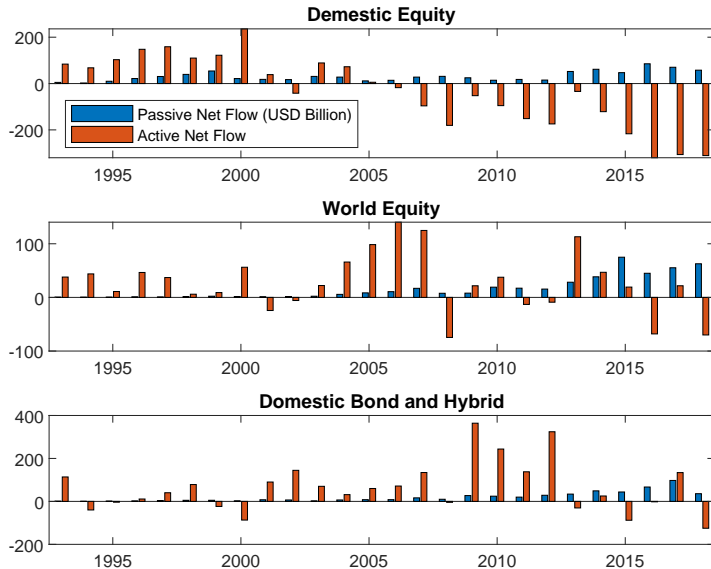 Demestic Equity
200
0
-200
Passive Net Flow (USD Billion)
Active Net Flow
1995 2000 2005 2010 2015
World Equity
100
0
-100
1995 2000 2005 2010 2015
Domestic Bond and Hybrid
400
200
0
-200
1995 2000 2005 2010 2015